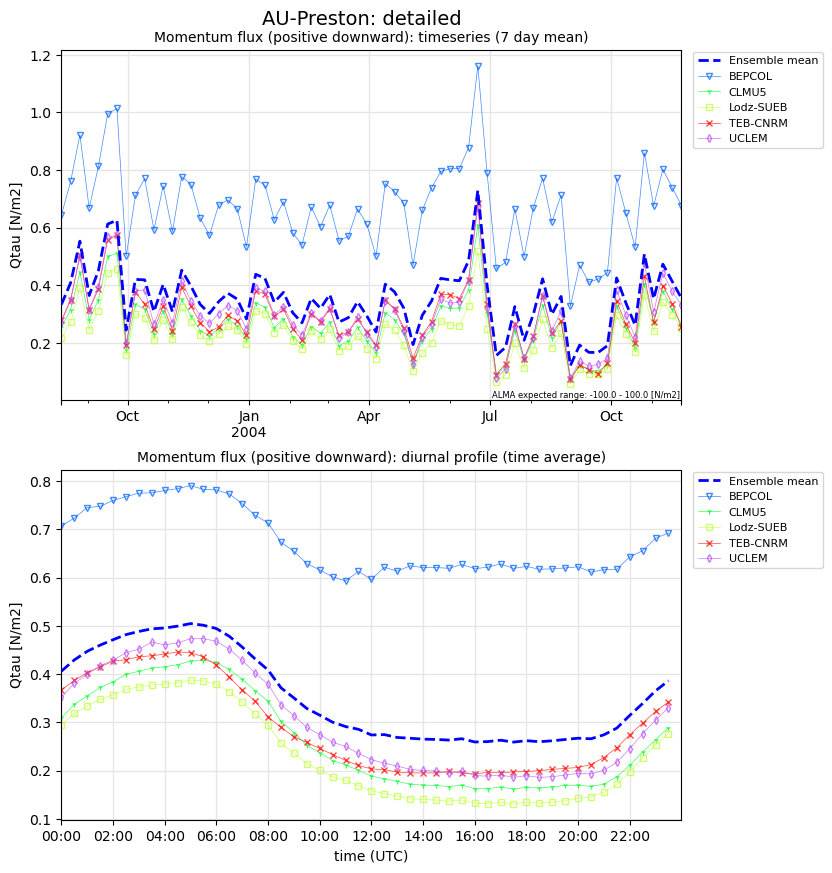 AU-Preston: detailed
Momentum flux (positive downward): timeseries (7 day mean)
1.2
1.0
0.8
0.6
0.4
0.2
Qtau [N/m2]
Ensemble mean
BEPCOL
CLMU5
Lodz-SUEB
TEB-CNRM
UCLEM
ALMA expected range: -100.0 - 100.0 [N/m2]
Oct Jan Apr Jul Oct
2004
Momentum flux (positive downward): diurnal profile (time average)
0.8
0.7
0.6
0.5
0.4
0.3
0.2
0.1
Qtau [N/m2]
Ensemble mean
BEPCOL
CLMU5
Lodz-SUEB
TEB-CNRM
UCLEM
00:00 02:00 04:00 06:00 08:00 10:00 12:00 14:00 16:00 18:00 20:00 22:00
time (UTC)